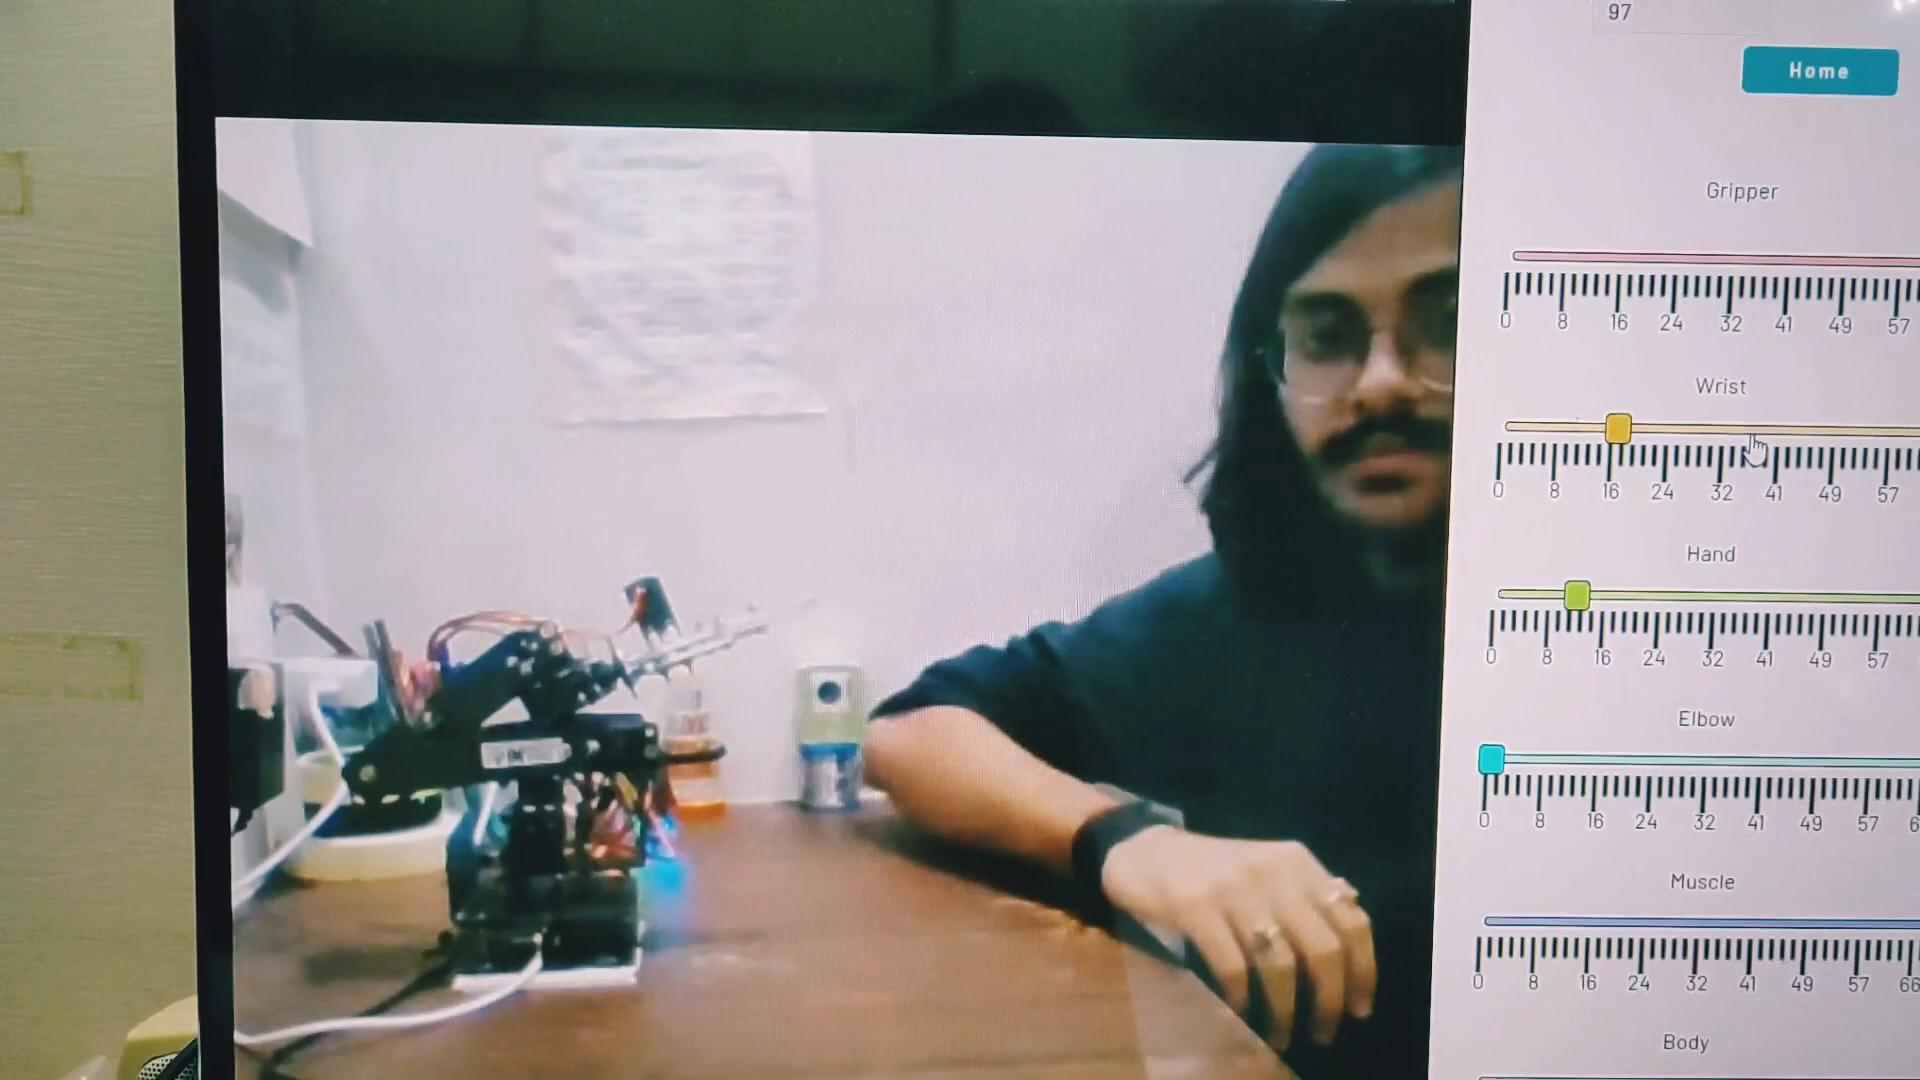 97
Home
Gripper
0 8 16 24 32 41 49 57
Wrist
0 8 16 24 32 41 49 57
Hand
0 8 16 24 32 41 49 57
Elbow
0 8 16 24 32 41 49 57
Muscle
0 8 16 24 32 41 49 57 66
Body